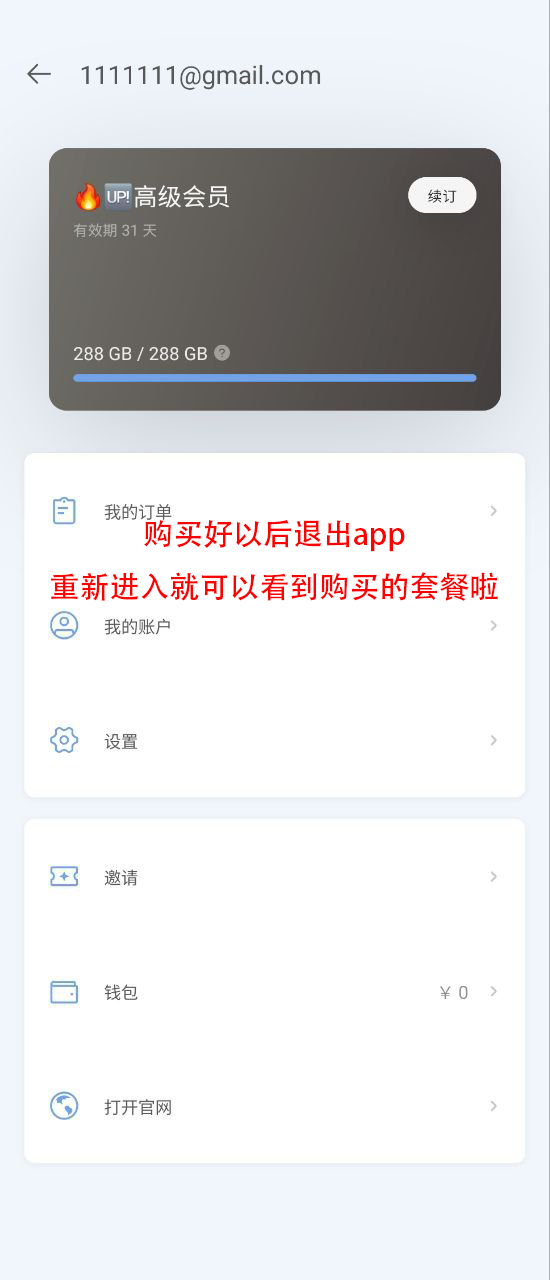 1111111@gmail.com
🔥🆙高级会员
续订
有效期 31 天
288 GB / 288 GB ?
我的订单
购买好以后退出app
重新进入就可以看到购买的套餐啦
我的账户
设置
邀请
钱包 ¥ 0
打开官网